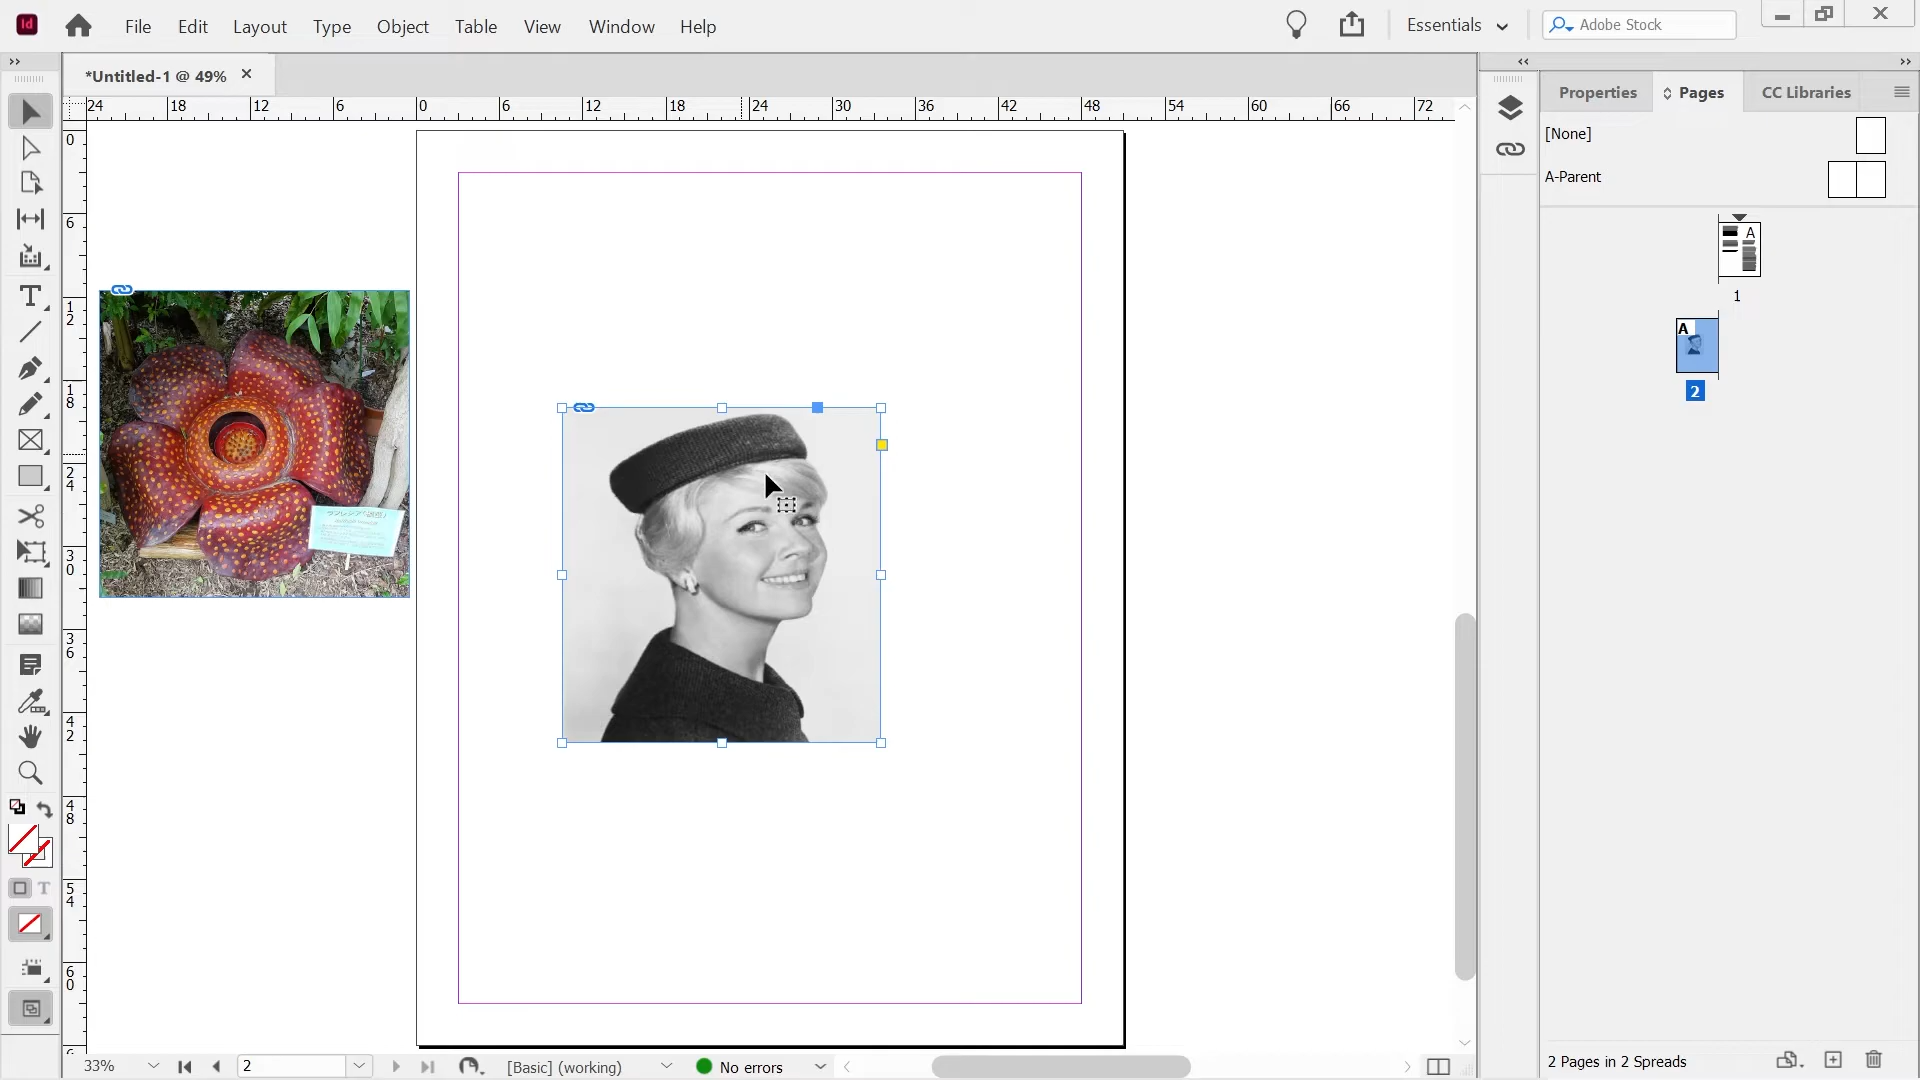 Id
File Edit Layout Type Object Table View Window Help
Essentials
Adobe Stock
*Untitled-1 @ 49%
24 18 12 6 0 6 12 18 24 30 36 42 48 54 60 66 72
0
6
12
18
24
30
36
42
48
54
60
Properties Pages CC Libraries
[None]
A-Parent
A
1
A
2
T
T
33% 2 [Basic] (working) No errors
2 Pages in 2 Spreads